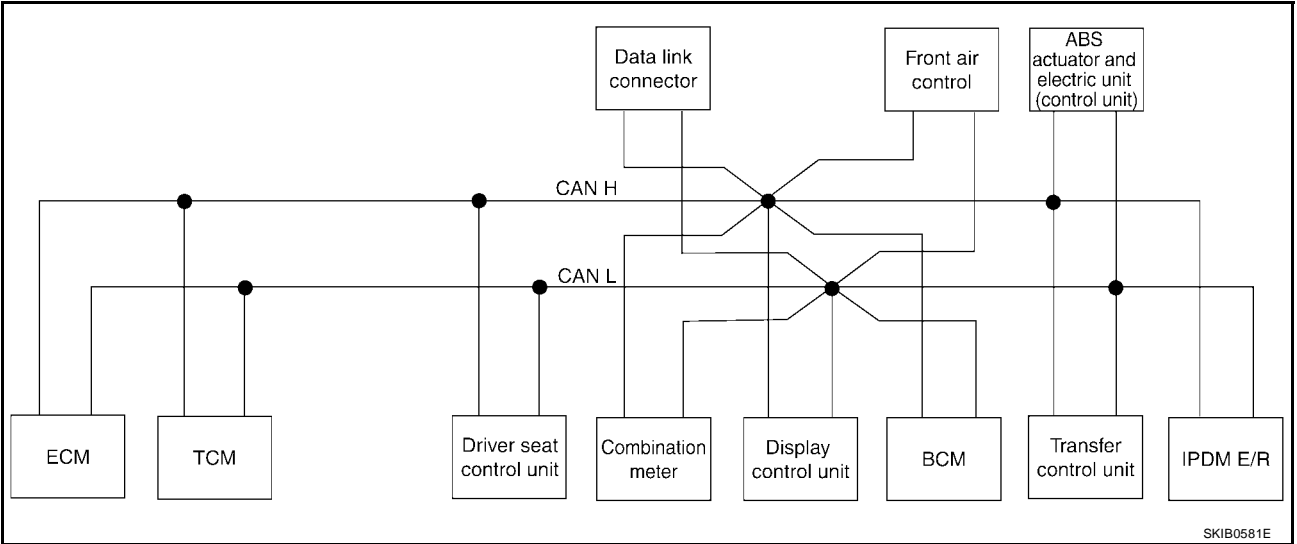 Data link
connector
Front air
control
ABS
actuator and
electric unit
(control unit)
CAN H
CAN L
ECM
TCM
Driver seat
control unit
Combination
meter
Display
control unit
BCM
Transfer
control unit
IPDM E/R
SKIB0581E